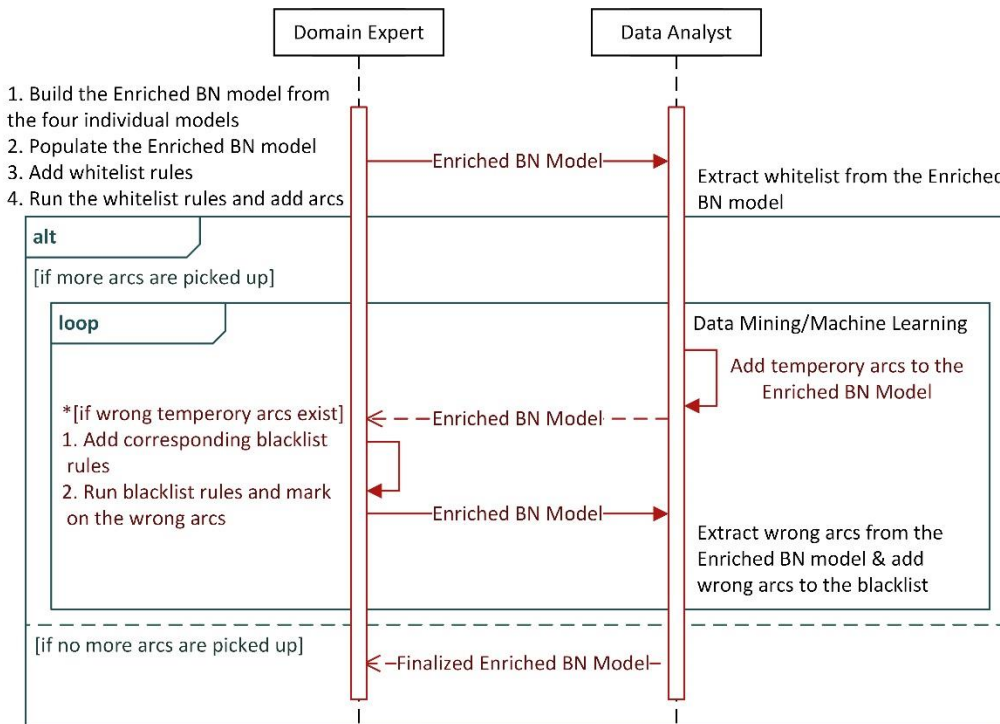 Domain Expert
Data Analyst
1. Build the Enriched BN model from
the four individual models
2. Populate the Enriched BN model
3. Add whitelist rules
4. Run the whitelist rules and add arcs
Enriched BN Model
Extract whitelist from the Enriched
BN model
alt
[if more arcs are picked up]
loop
Data Mining/Machine Learning
Add temperory arcs to the
Enriched BN Model
*[if wrong temperory arcs exist]
Enriched BN Model
1. Add corresponding blacklist
rules
2. Run blacklist rules and mark
on the wrong arcs
Enriched BN Model
Extract wrong arcs from the
Enriched BN model & add
wrong arcs to the blacklist
[if no more arcs are picked up]
Finalized Enriched BN Model